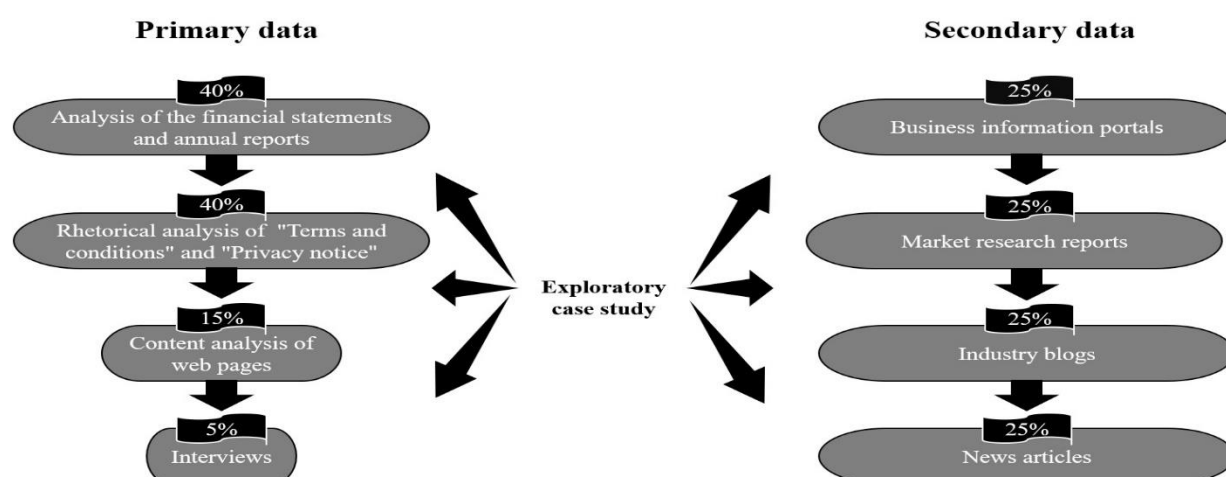 Primary data
40%
Analysis of the financial statements
and annual reports
40%
Rhetorical analysis of "Terms and
conditions" and "Privacy notice"
15%
Content analysis of
web pages
5%
Interviews
Exploratory
case study
Secondary data
25%
Business information portals
25%
Market research reports
25%
Industry blogs
25%
News articles